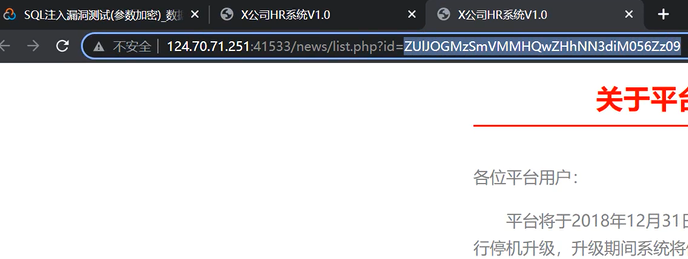 SQL注入漏洞测试(参数加密)_数据
X公司HR系统V1.0
X公司HR系统V1.0
不安全 124.70.71.251:41533/news/list.php?id=ZUlJOGMzSmVMMHQwZHhNN3diM056Zz09
关于平台
各位平台用户：
平台将于2018年12月31日
行停机升级，升级期间系统将